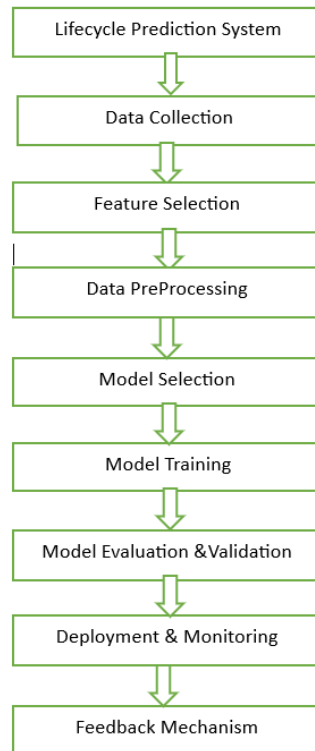 Lifecycle Prediction System
Data Collection
Feature Selection
Data PreProcessing
Model Selection
Model Training
Model Evaluation &Validation
Deployment & Monitoring
Feedback Mechanism